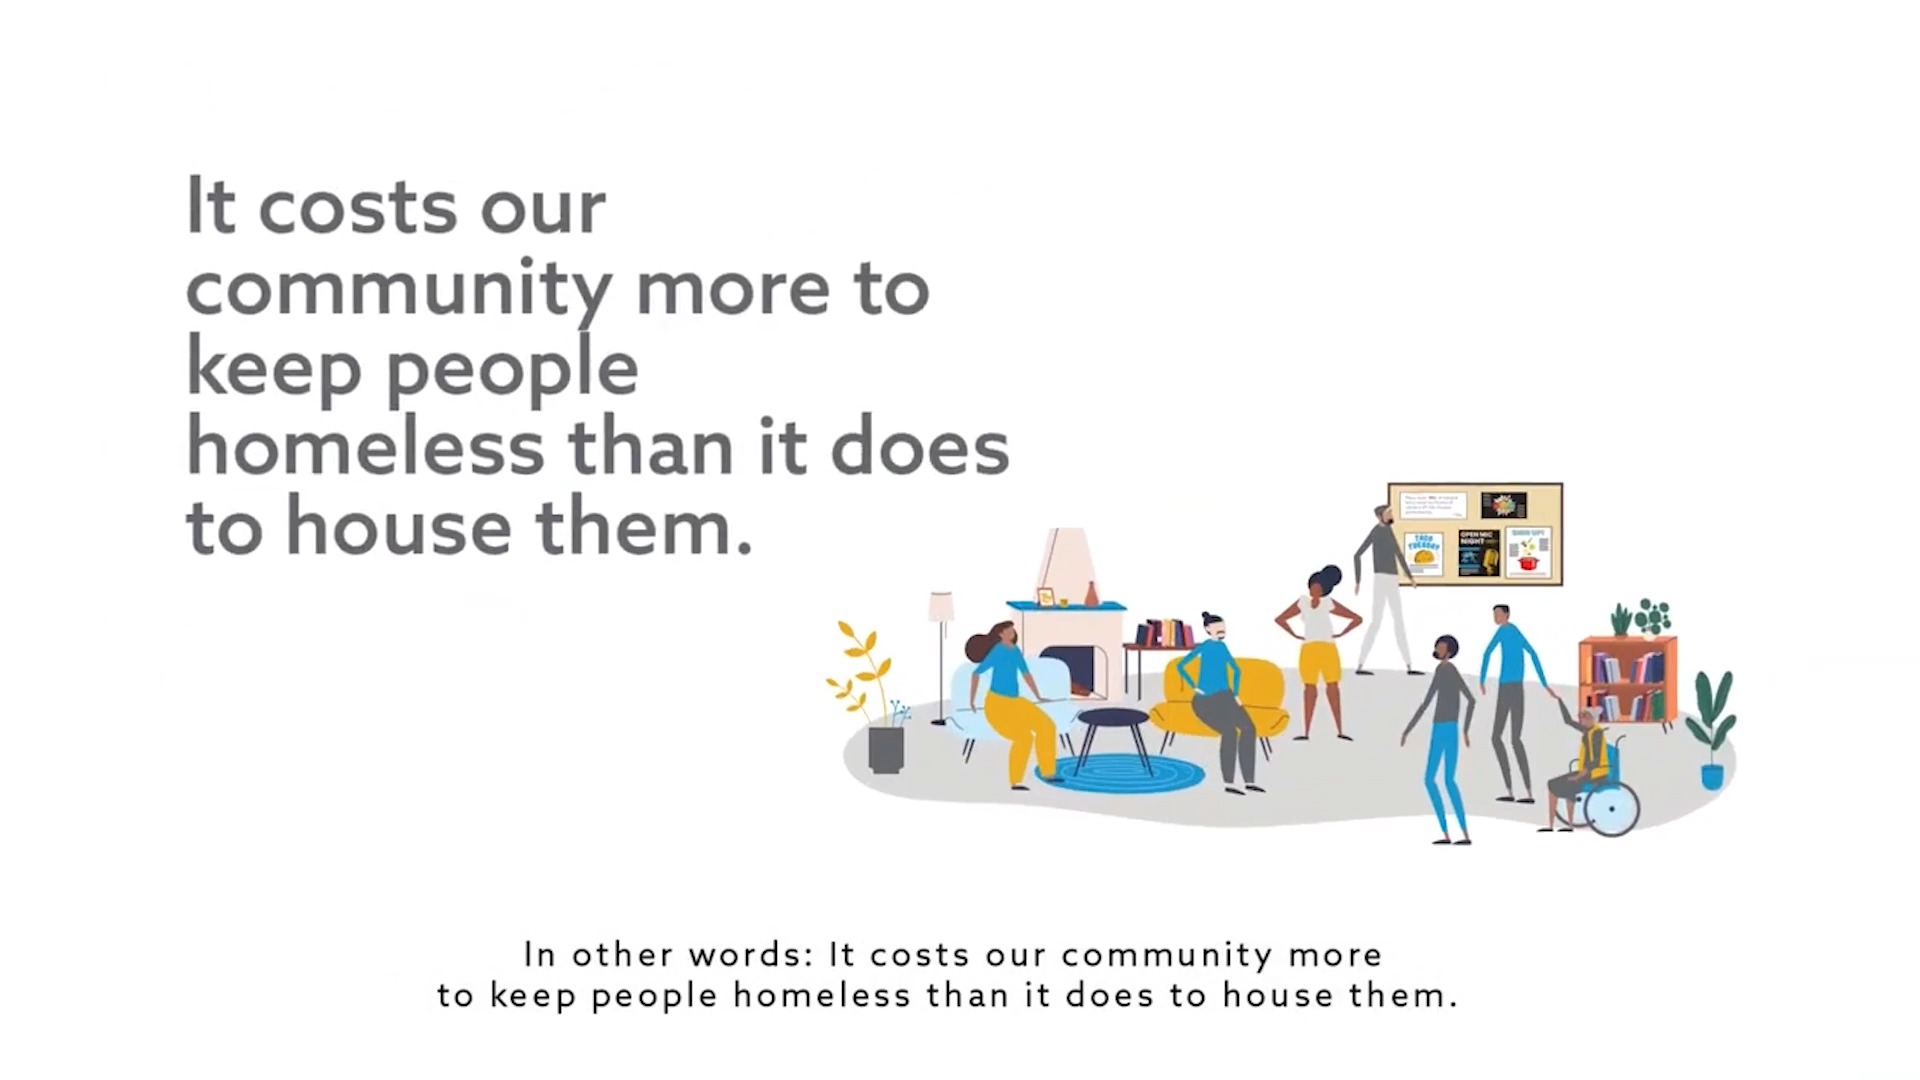 It costs our
community more to
keep people
homeless than it does
to house them.
TACO
TUESDAY
OPEN MIC
NIGHT
In other words: It costs our community more
to keep people homeless than it does to house them.